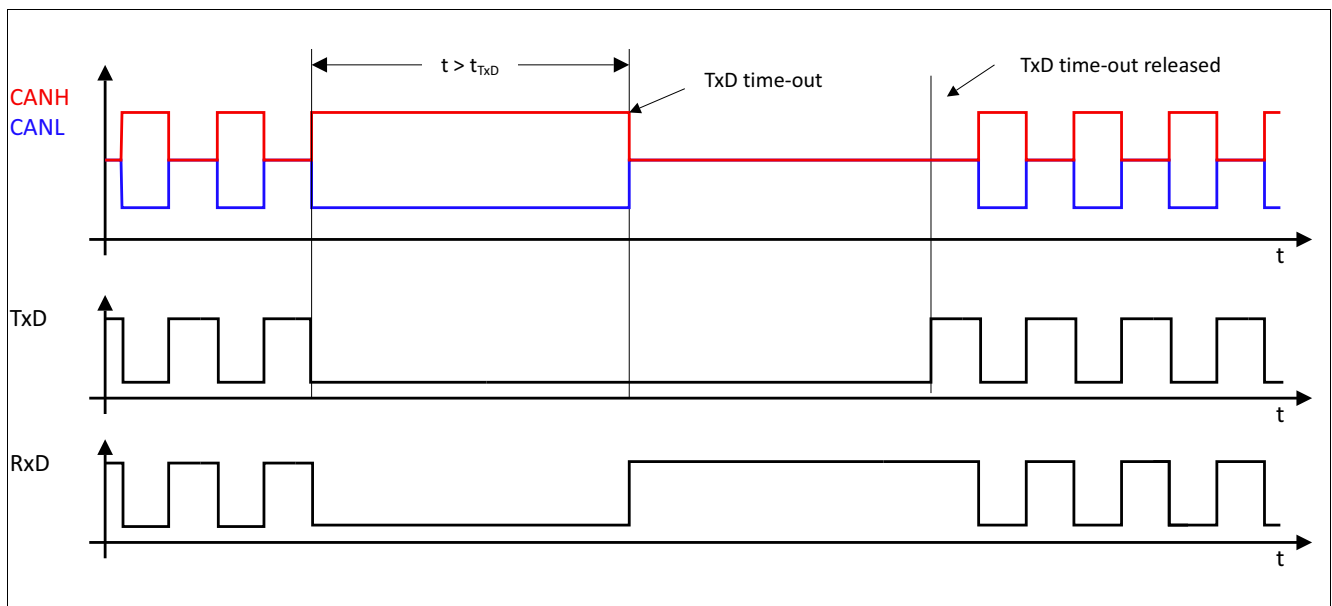 t > tTxD
TxD time-out
TxD time-out released
CANH
CANL
t
TxD
t
RxD
t